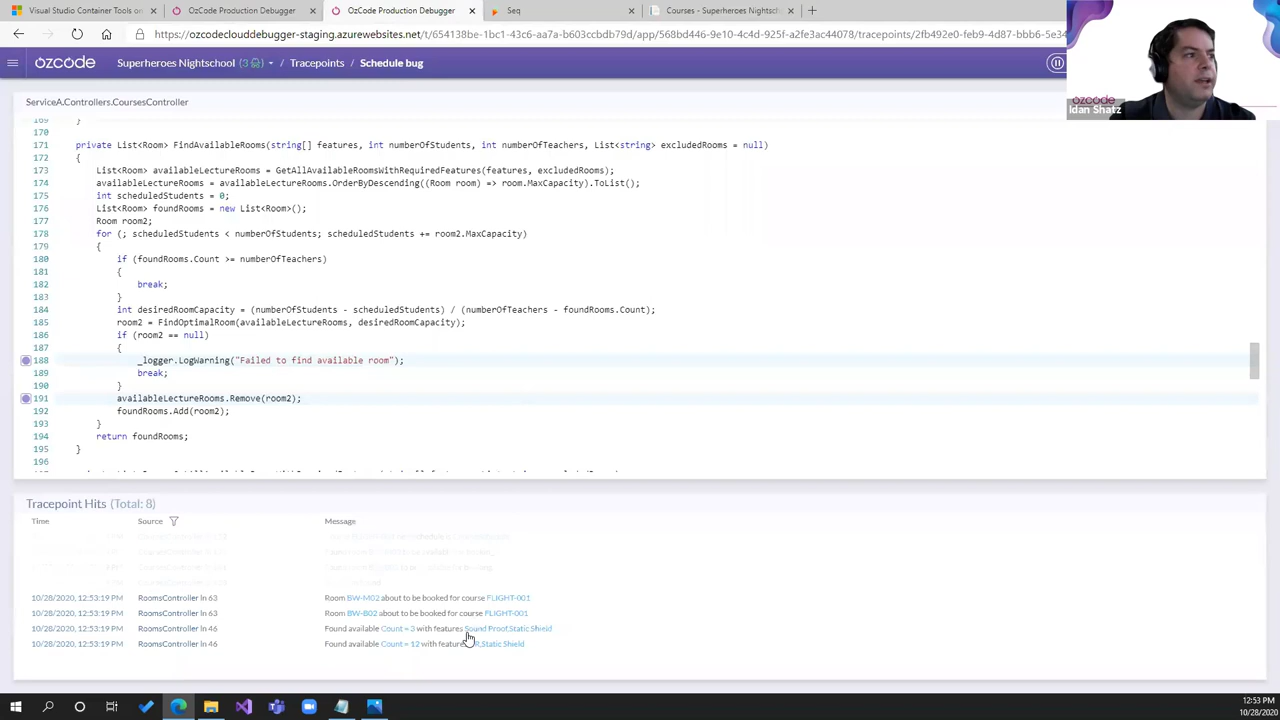 Visual Studio Container Tools on
OzCode Production Debugger
OzCode Production Debugger
Seq
Courses - Superheroes Nightsch
https://ozcodeclouddebugger-staging.azurewebsites.net/t/654138be-1bc1-43c6-aa7a-b603ccbdb79d/app/568bd446-9e10-4c4d-925f-a2fe3ac44078/tracepoints/2fb492e0-feb9-4d87-bbb6-5e34
ozcode
Superheroes Nightschool (3) | Tracepoints > Schedule bug
ozcode
Idan Shatz
ServiceA.Controllers.CoursesController
169 }
170
171 private List<Room> FindAvailableRooms(string[] features, int numberOfStudents, int numberOfTeachers, List<string> excludedRooms = null)
172 {
173 List<Room> availableLectureRooms = GetAllAvailableRoomsWithRequiredFeatures(features, excludedRooms);
174 availableLectureRooms = availableLectureRooms.OrderByDescending((Room room) => room.MaxCapacity).ToList();
175 int scheduledStudents = 0;
176 List<Room> foundRooms = new List<Room>();
177 Room room2;
178 for (; scheduledStudents < numberOfStudents; scheduledStudents += room2.MaxCapacity)
179 {
180 if (foundRooms.Count >= numberOfTeachers)
181 {
182 break;
183 }
184 int desiredRoomCapacity = (numberOfStudents - scheduledStudents) / (numberOfTeachers - foundRooms.Count);
185 room2 = FindOptimalRoom(availableLectureRooms, desiredRoomCapacity);
186 if (room2 == null)
187 {
188 _logger.LogWarning("Failed to find available room");
189 break;
190 }
191 availableLectureRooms.Remove(room2);
192 foundRooms.Add(room2);
193 }
194 return foundRooms;
195 }
196
Tracepoint Hits (Total: 8)
Time Source Message
10/28/2020, 12:53:19 PM RoomsController ln 63 Room BW-M02 about to be booked for course FLIGHT-001
10/28/2020, 12:53:19 PM RoomsController ln 63 Room BW-B02 about to be booked for course FLIGHT-001
10/28/2020, 12:53:19 PM RoomsController ln 46 Found available Count = 3 with features Sound Proof,Static Shield
10/28/2020, 12:53:19 PM RoomsController ln 46 Found available Count = 12 with features R,Static Shield
12:53 PM
10/28/2020